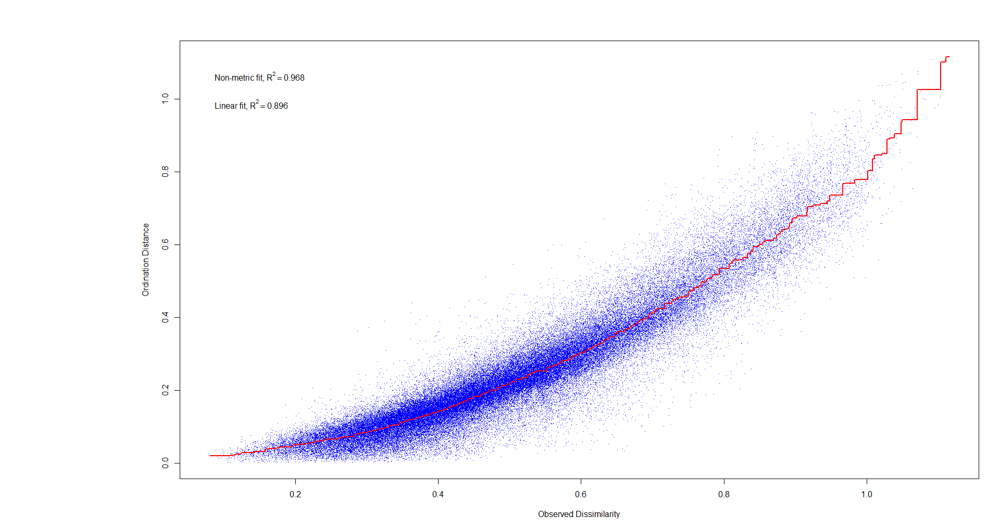 Non-metric fit, R² = 0.968
Linear fit, R² = 0.896
Ordination Distance
1.0
0.8
0.6
0.4
0.2
0.0
0.2 0.4 0.6 0.8 1.0
Observed Dissimilarity